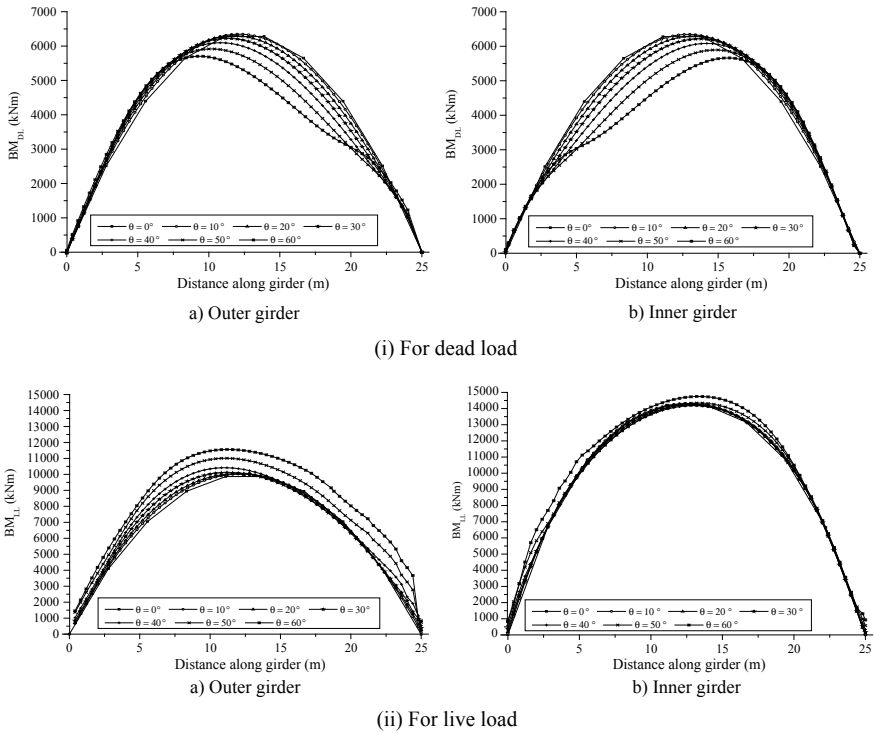 7000
6000
5000
4000
3000
2000
1000
0
BM_DL (kNm)
θ = 0° θ = 10° θ = 20° θ = 30°
θ = 40° θ = 50° θ = 60°
0 5 10 15 20 25
Distance along girder (m)
a) Outer girder
7000
6000
5000
4000
3000
2000
1000
0
BM_DL (kNm)
θ = 0° θ = 10° θ = 20° θ = 30°
θ = 40° θ = 50° θ = 60°
0 5 10 15 20 25
Distance along girder (m)
b) Inner girder
(i) For dead load
15000
14000
13000
12000
11000
10000
9000
8000
7000
6000
5000
4000
3000
2000
1000
0
BM_LL (kNm)
θ = 0° θ = 10° θ = 20° θ = 30°
θ = 40° θ = 50° θ = 60°
0 5 10 15 20 25
Distance along girder (m)
a) Outer girder
15000
14000
13000
12000
11000
10000
9000
8000
7000
6000
5000
4000
3000
2000
1000
0
BM_LL (kNm)
θ = 0° θ = 10° θ = 20° θ = 30°
θ = 40° θ = 50° θ = 60°
0 5 10 15 20 25
Distance along girder (m)
b) Inner girder
(ii) For live load